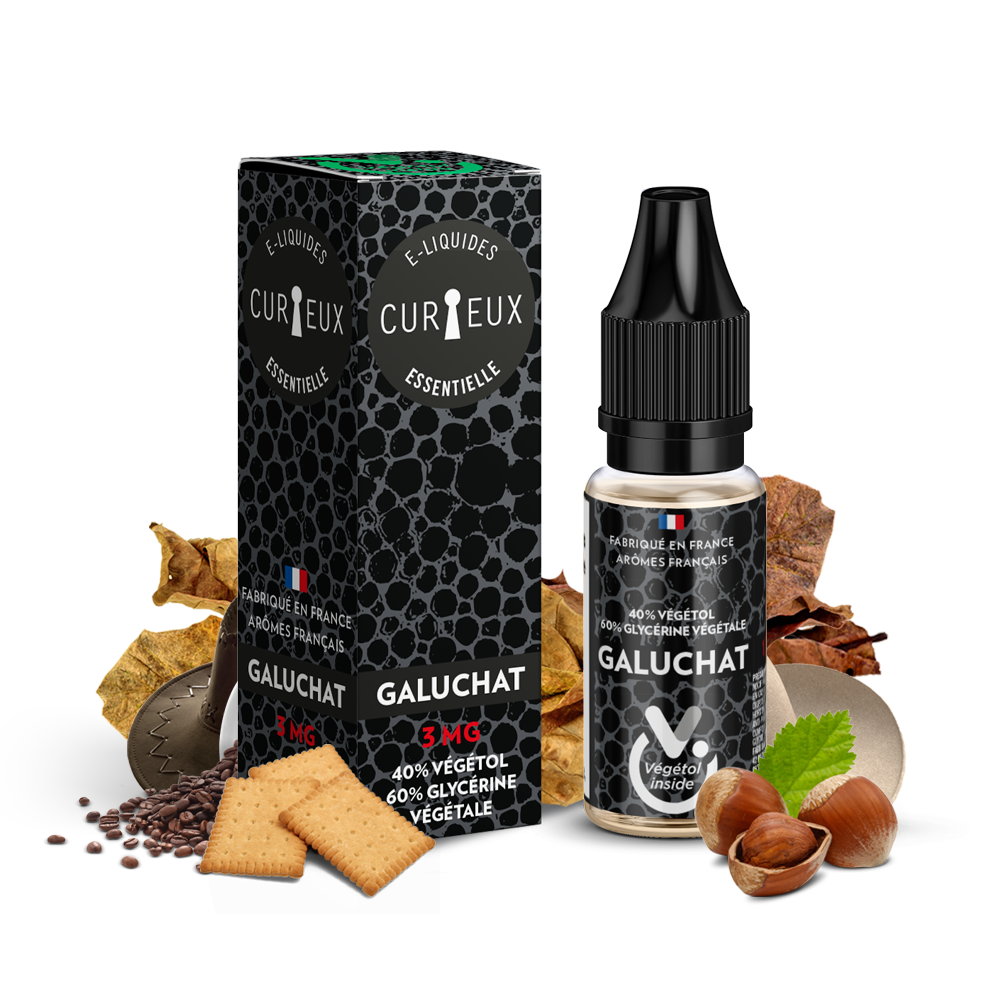 E-LIQUIDES
CURIEUX
ESSENTIELLE
FABRIQUÉ EN FRANCE
ARÔMES FRANÇAIS
GALUCHAT
3 MG
E-LIQUIDES
CURIEUX
ESSENTIELLE
GALUCHAT
3 MG
40% VÉGÉTOL
60% GLYCÉRINE
VÉGÉTALE
FABRIQUÉ EN FRANCE
ARÔMES FRANÇAIS
40% VÉGÉTOL
60% GLYCÉRINE VÉGÉTALE
GALUCHAT
V.
Végétol
inside